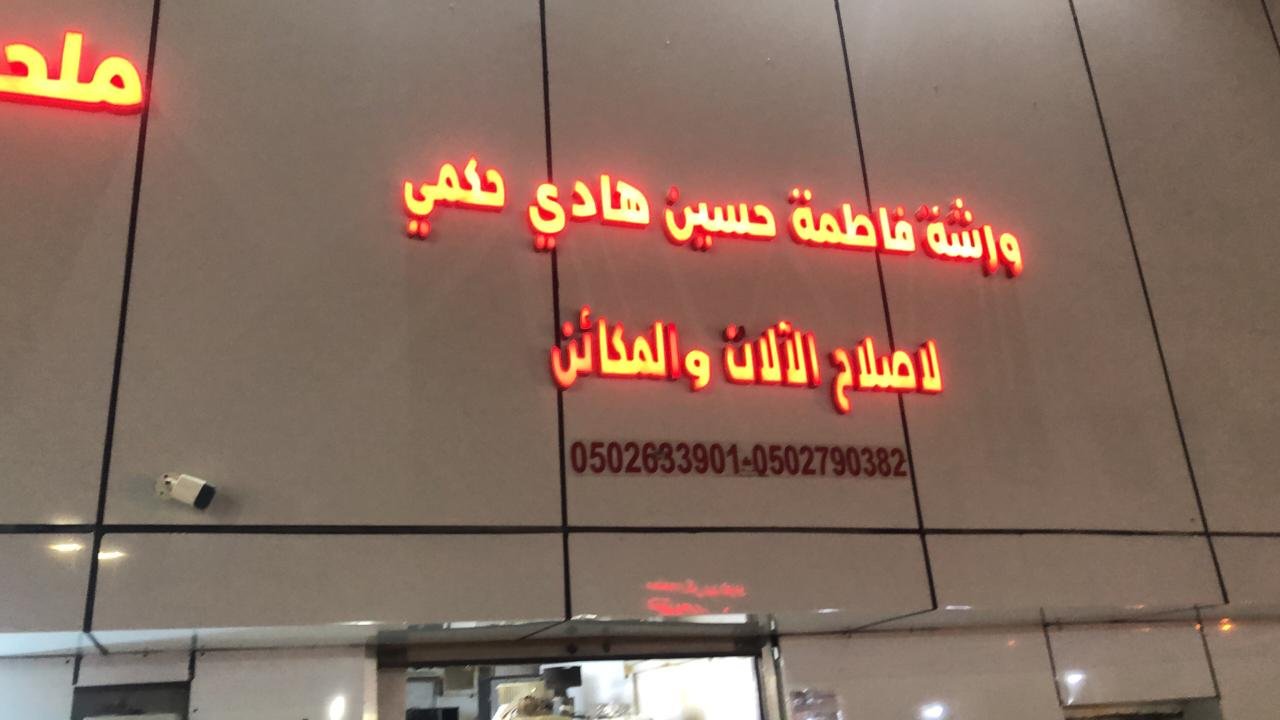 ورشة فاطمة حسين هادي حكمي
لاصلاح الآلات والمكائن
0502633901-0502790382